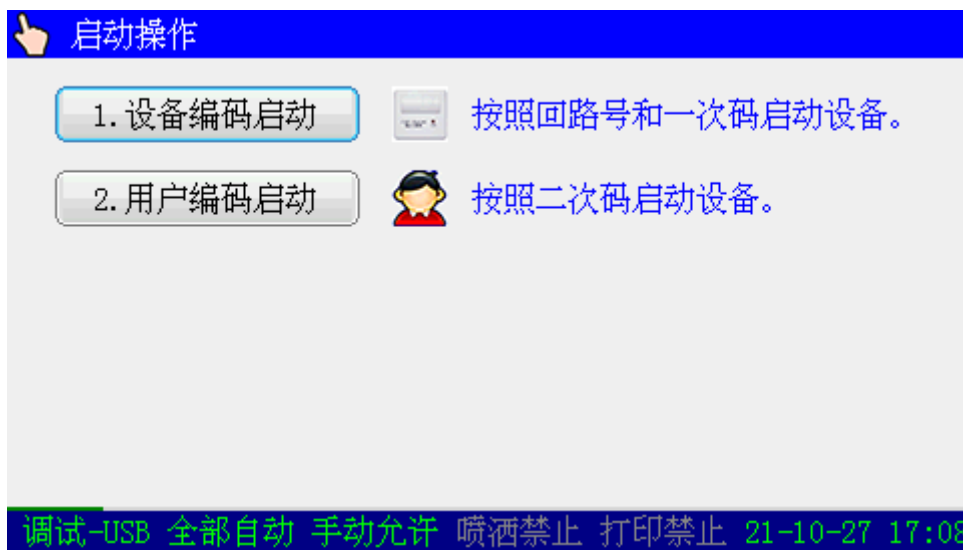 启动操作
1.设备编码启动 按照回路号和一次码启动设备。
2.用户编码启动 按照二次码启动设备。
调试-USB 全部自动 手动允许 喷洒禁止 打印禁止 21-10-27 17:08